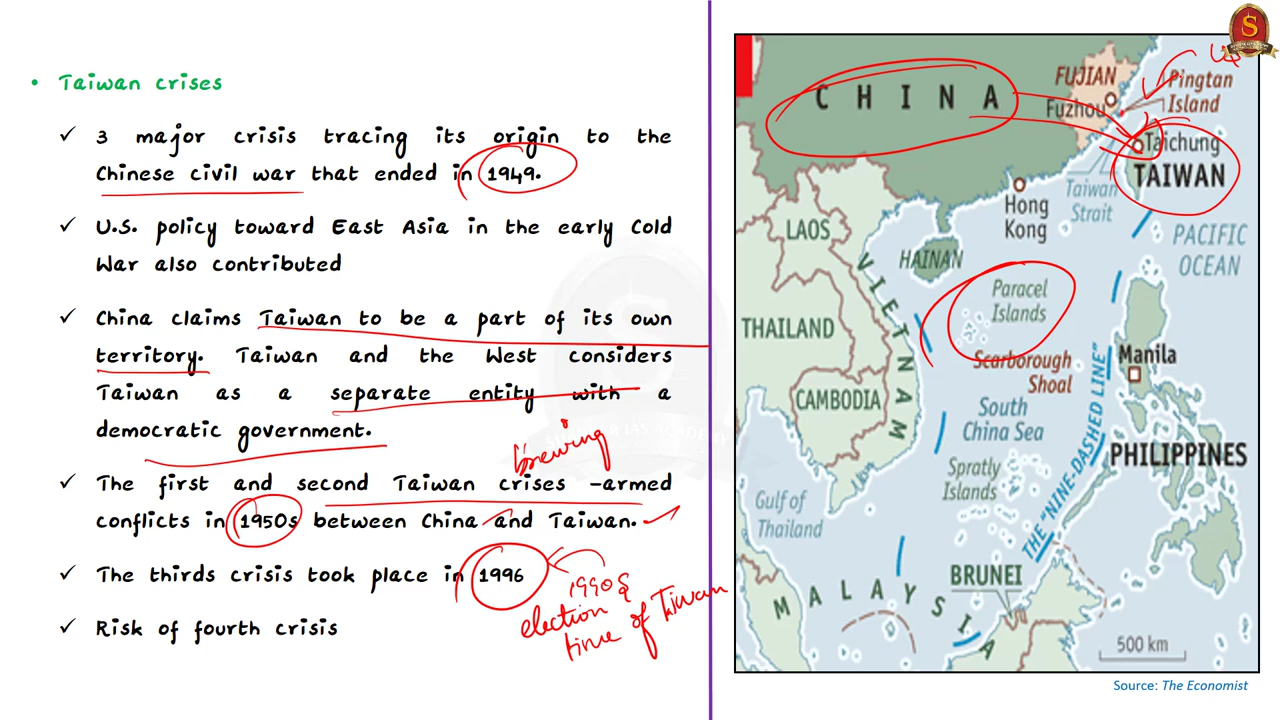 • Taiwan crises
✓ 3 major crisis tracing its origin to the
Chinese civil war that ended in 1949.
✓ U.S. policy toward East Asia in the early Cold
War also contributed
✓ China claims Taiwan to be a part of its own
territory. Taiwan and the West considers
Taiwan as a separate entity with a
democratic government.
brewing
✓ The first and second Taiwan crises -armed
conflicts in 1950s between China and Taiwan.
✓ The thirds crisis took place in 1996
1990s
election
time of Taiwan
✓ Risk of fourth crisis
S
US
CHINA
FUJIAN
Fuzhou
Pingtan
Island
Taichung
TAIWAN
Taiwan
Strait
Hong
Kong
PACIFIC
OCEAN
LAOS
HAINAN
VIETNAM
Paracel
Islands
THAILAND
Scarborough
Shoal
Manila
CAMBODIA
South
China Sea
THE "NINE-DASHED LINE"
PHILIPPINES
Spratly
Islands
Gulf of
Thailand
BRUNEI
MALAYSIA
500 km
Source: The Economist